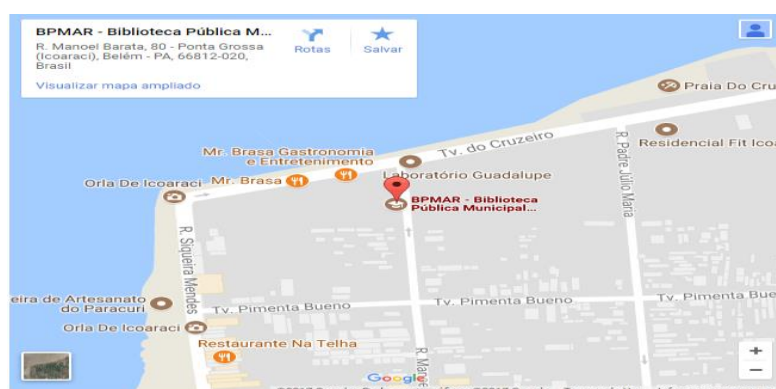 BPMAR - Biblioteca Pública M...
R. Manoel Barata, 80 - Ponta Grossa
(Icoaraci), Belém - PA, 66812-020,
Brasil
Rotas
Salvar
Visualizar mapa ampliado
Praia Do Cru
Residencial Fit Icoa
Tv. do Cruzeiro
R. Padre Júlio Maria
Mr. Brasa Gastronomia
e Entretenimento
Laboratório Guadalupe
Orla De Icoaraci
Mr. Brasa
BPMAR - Biblioteca
Pública Municipal...
R. Siqueira Mendes
eira de Artesanato
do Paracuri
Tv. Pimenta Bueno
Tv. Pimenta Bueno
Tv. Pimenta Bueno
Orla De Icoaraci
Restaurante Na Telha
R. Mano
Google
+
−